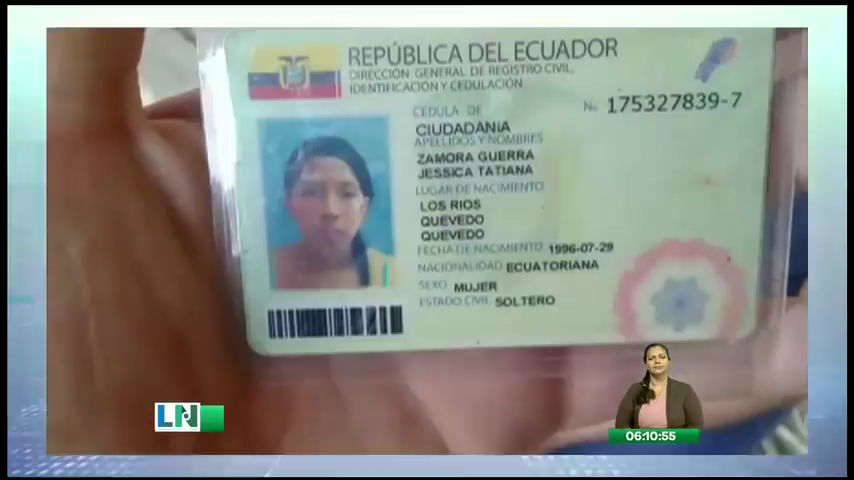 REPÚBLICA DEL ECUADOR
DIRECCIÓN GENERAL DE REGISTRO CIVIL,
IDENTIFICACIÓN Y CEDULACIÓN
CÉDULA DE
No. 175327839-7
CIUDADANÍA
APELLIDOS Y NOMBRES
ZAMORA GUERRA
JESSICA TATIANA
LUGAR DE NACIMIENTO
LOS RIOS
QUEVEDO
QUEVEDO
FECHA DE NACIMIENTO 1996-07-29
NACIONALIDAD ECUATORIANA
SEXO MUJER
ESTADO CIVIL SOLTERO
LN
06:10:55